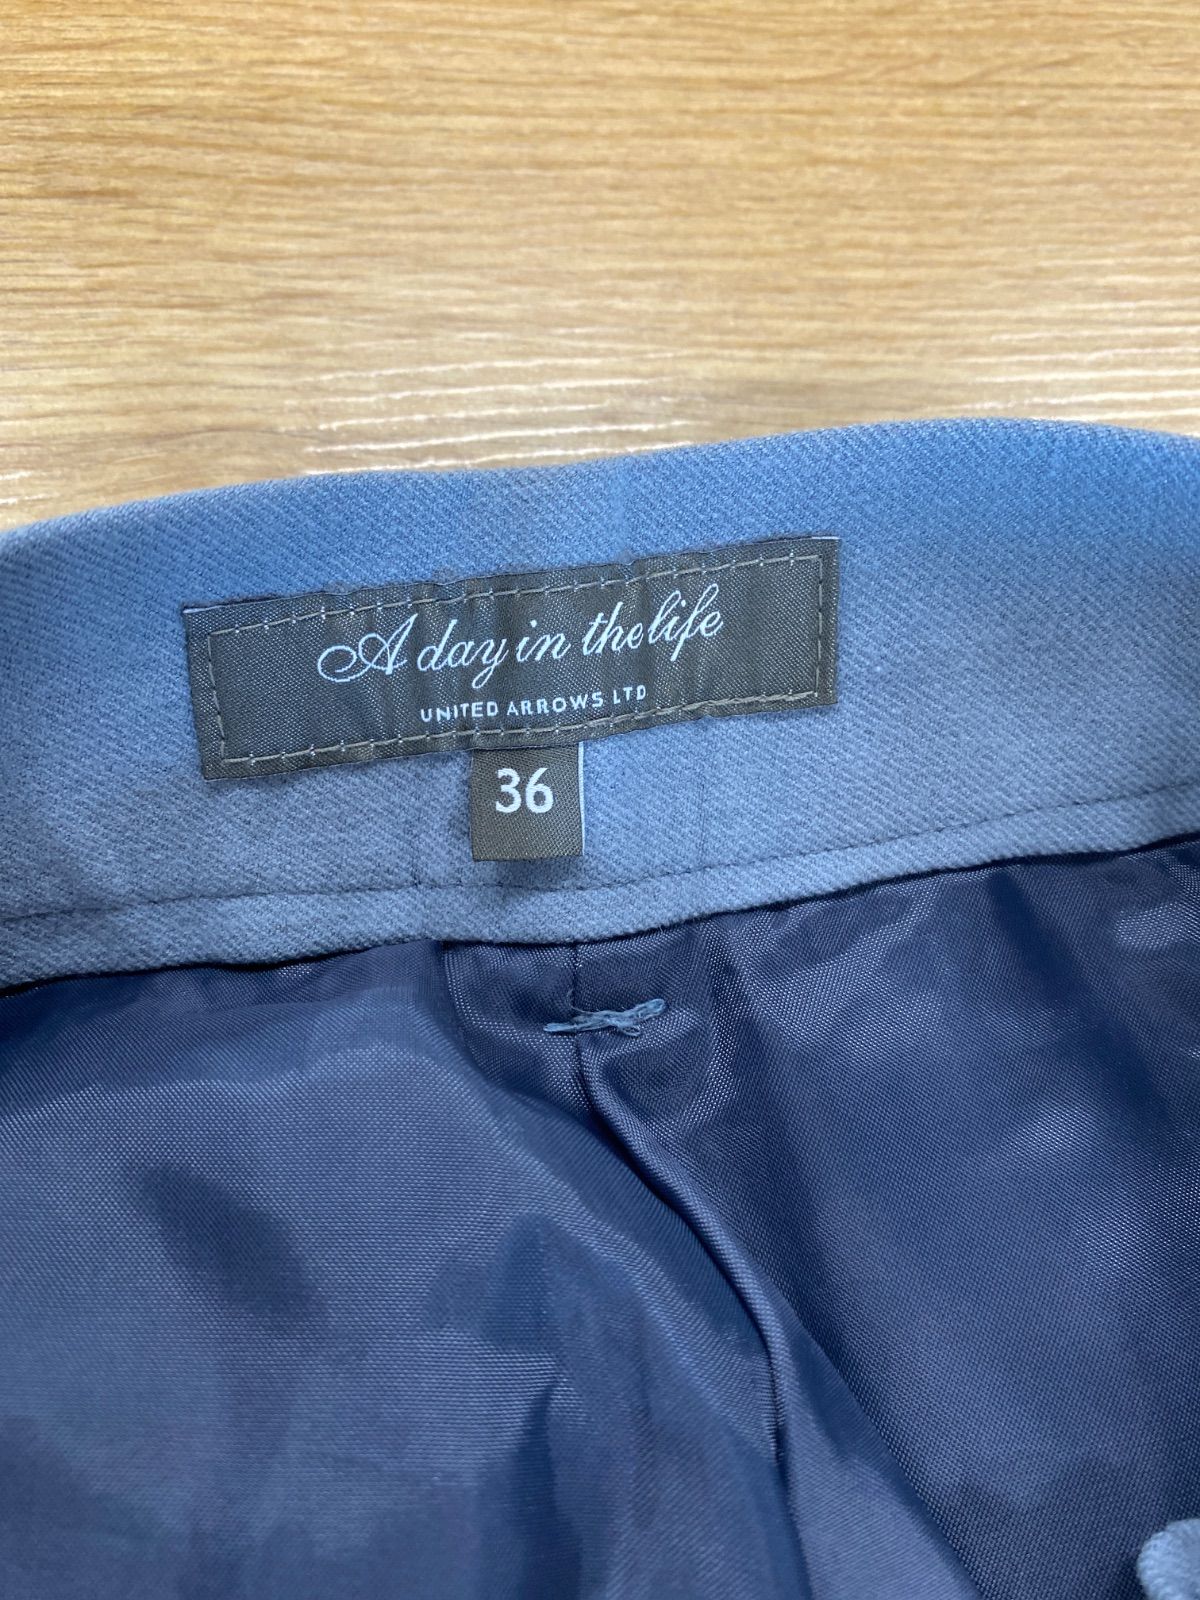 A day in the life
UNITED ARROWS LTD
36